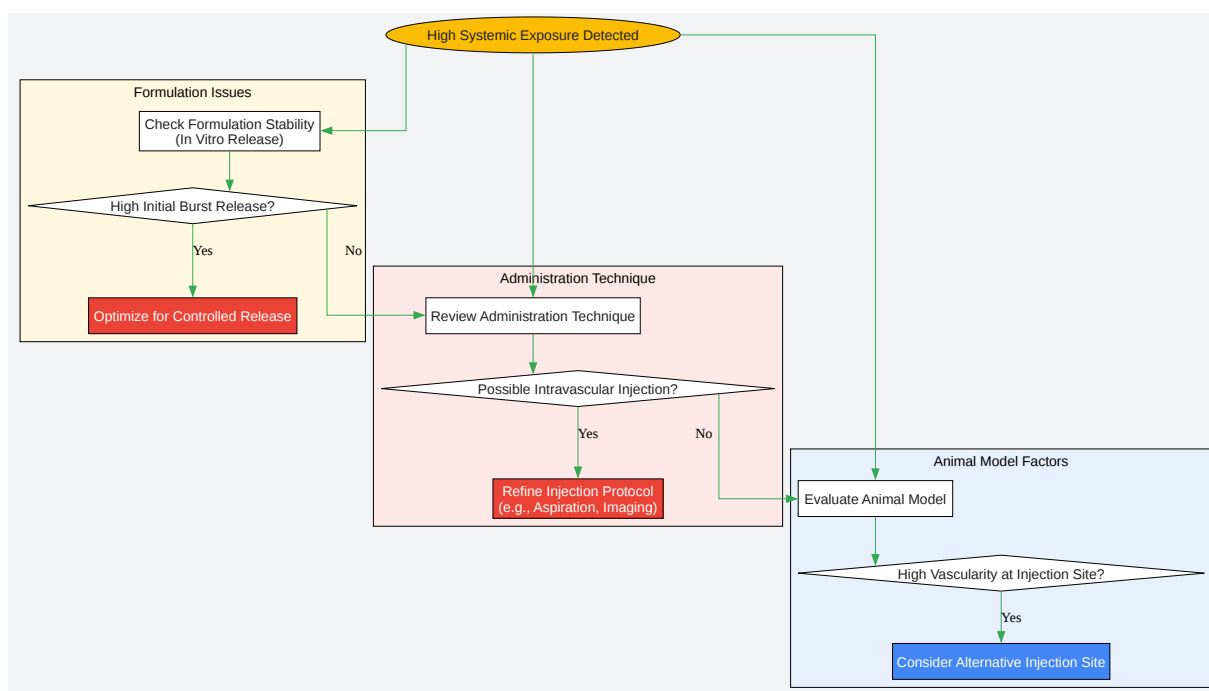 High Systemic Exposure Detected
Formulation Issues
Check Formulation Stability
(In Vitro Release)
High Initial Burst Release?
Yes
No
Optimize for Controlled Release
Administration Technique
Review Administration Technique
Possible Intravascular Injection?
Yes
No
Refine Injection Protocol
(e.g., Aspiration, Imaging)
Animal Model Factors
Evaluate Animal Model
High Vascularity at Injection Site?
Yes
Consider Alternative Injection Site